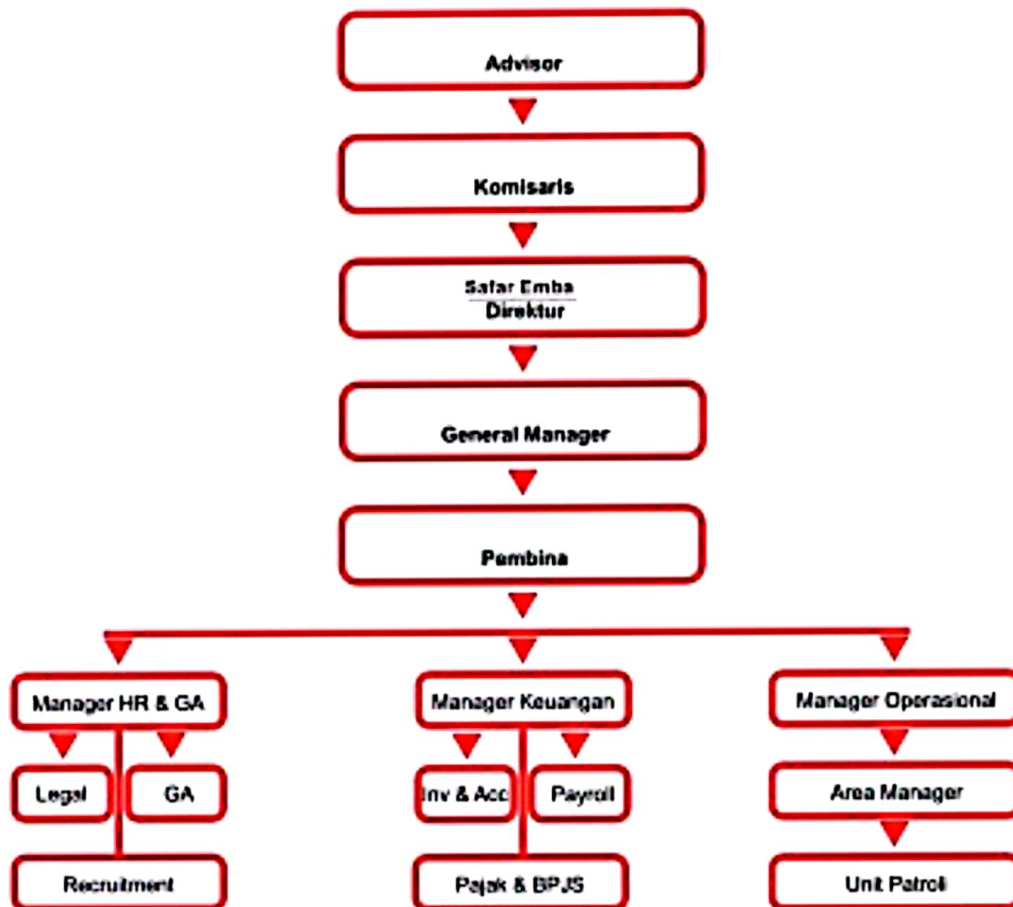 Advisor
Komisaris
Safar Emba
Direktur
General Manager
Pembina
Manager HR & GA
Manager Keuangan
Manager Operasional
Legal
GA
Inv & Acc
Payroll
Area Manager
Recruitment
Pajak & BPJS
Unit Patroli